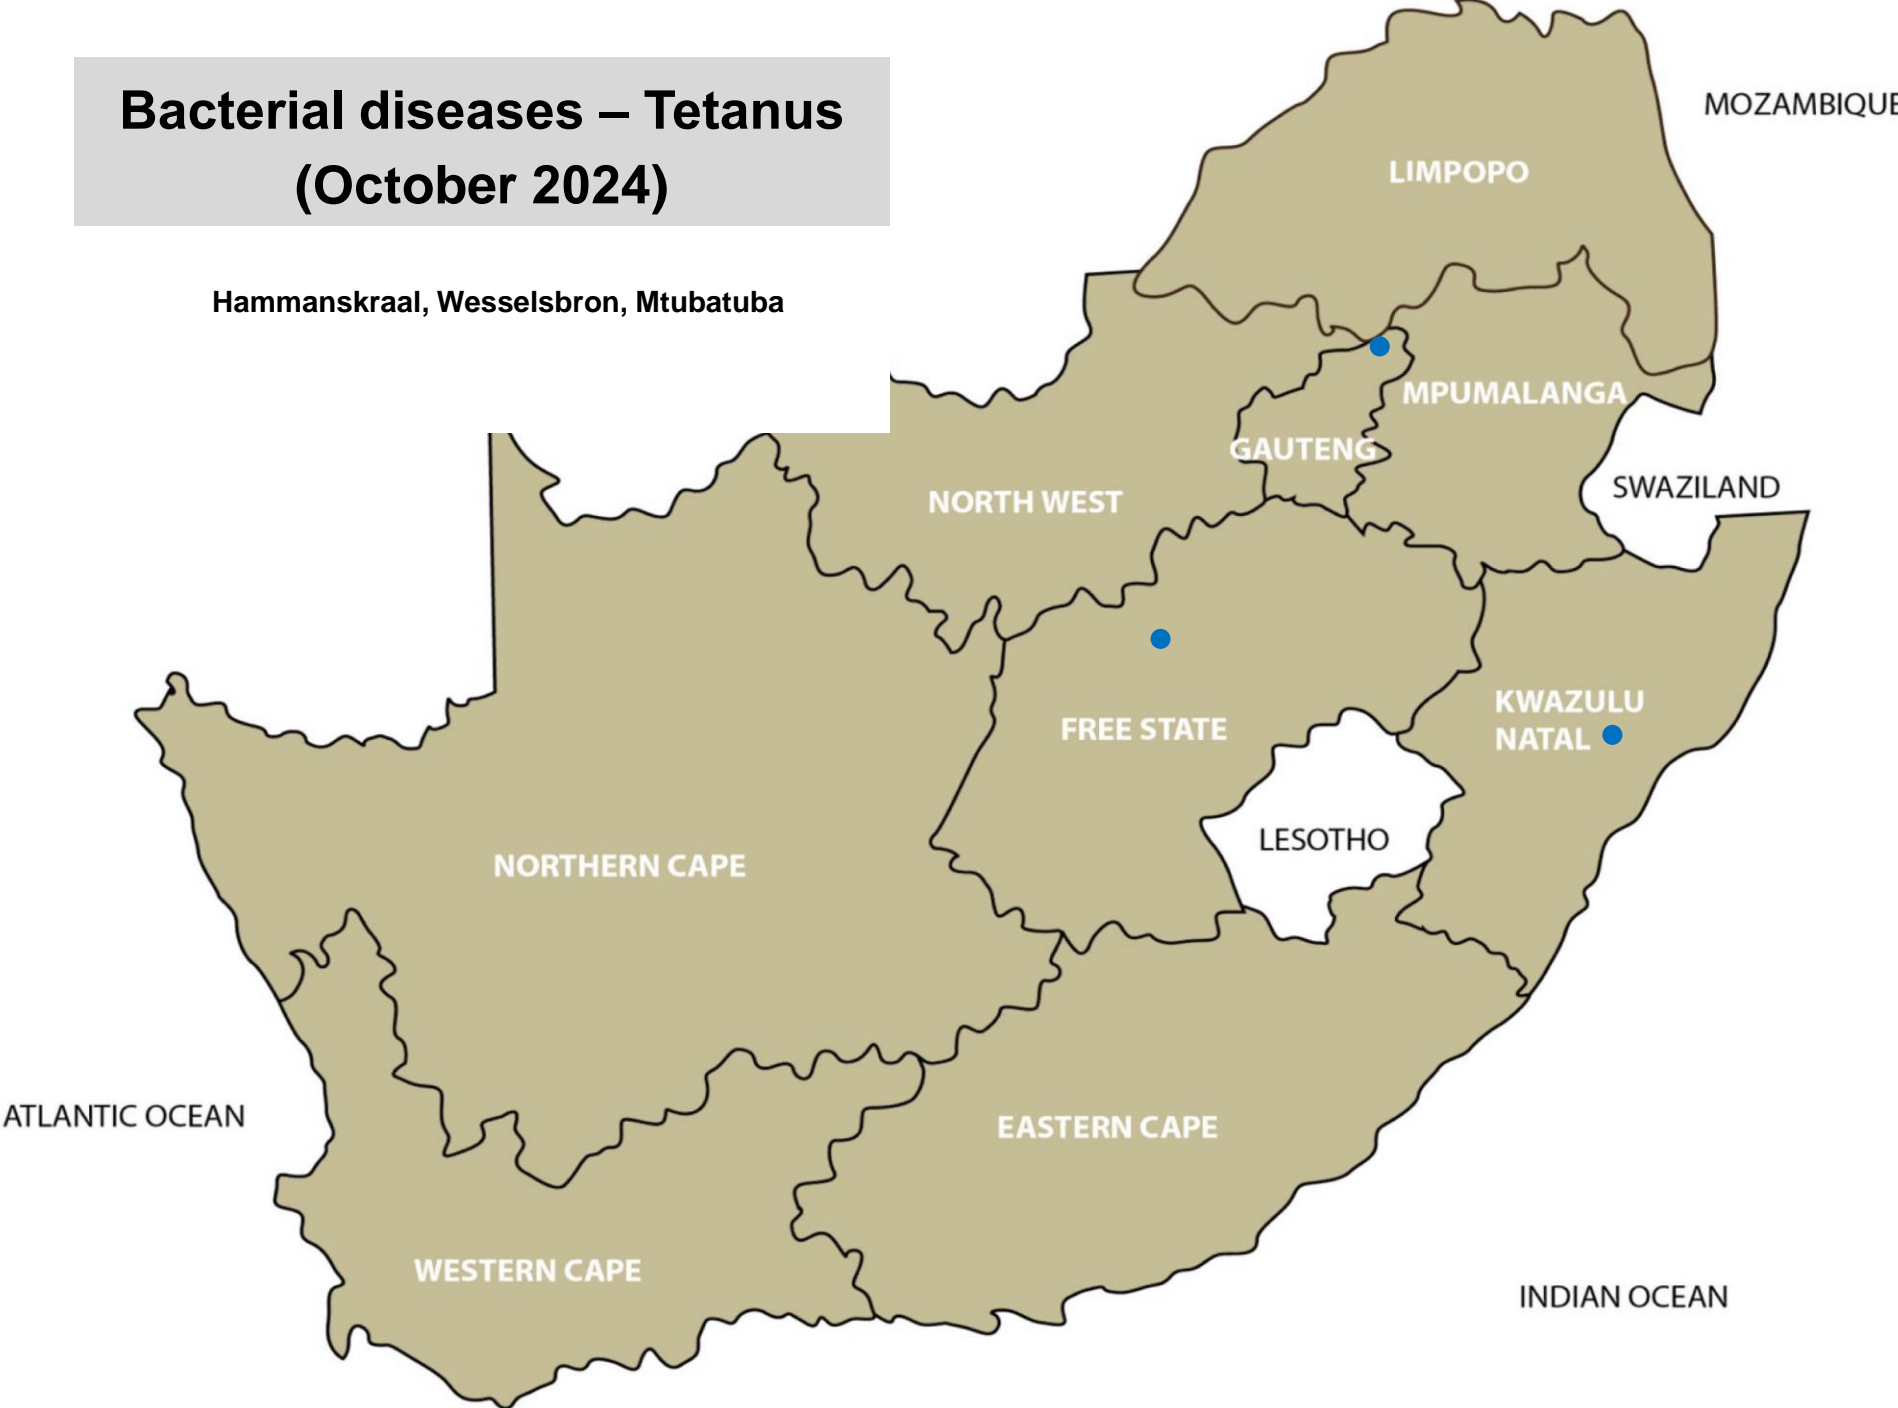 Bacterial diseases – Tetanus
(October 2024)
Hammanskraal, Wesselsbron, Mtubatuba
MOZAMBIQUE
LIMPOPO
MPUMALANGA
GAUTENG
SWAZILAND
NORTH WEST
KWAZULU
NATAL
FREE STATE
LESOTHO
NORTHERN CAPE
ATLANTIC OCEAN
EASTERN CAPE
WESTERN CAPE
INDIAN OCEAN